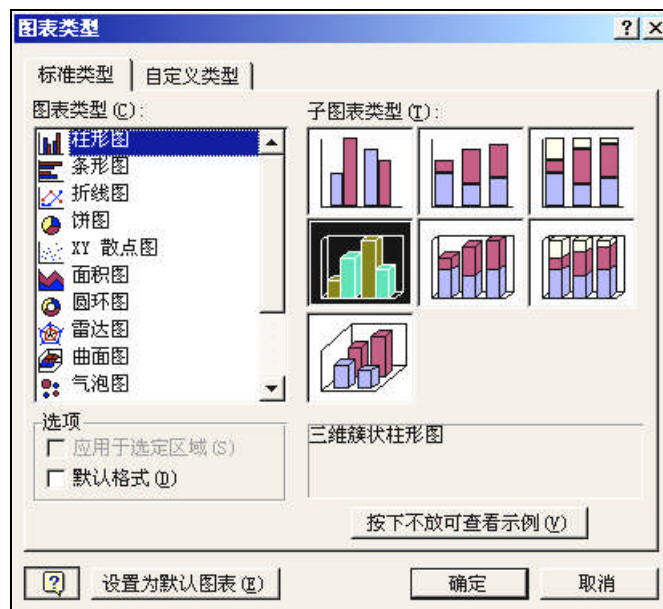 图表类型
标准类型 自定义类型
图表类型(C): 子图表类型(T):
柱形图
条形图
折线图
饼图
XY 散点图
面积图
圆环图
雷达图
曲面图
气泡图
选项
应用于选定区域(S)
默认格式(D)
三维簇状柱形图
按下不放可查看示例(V)
设置为默认图表(E) 确定 取消